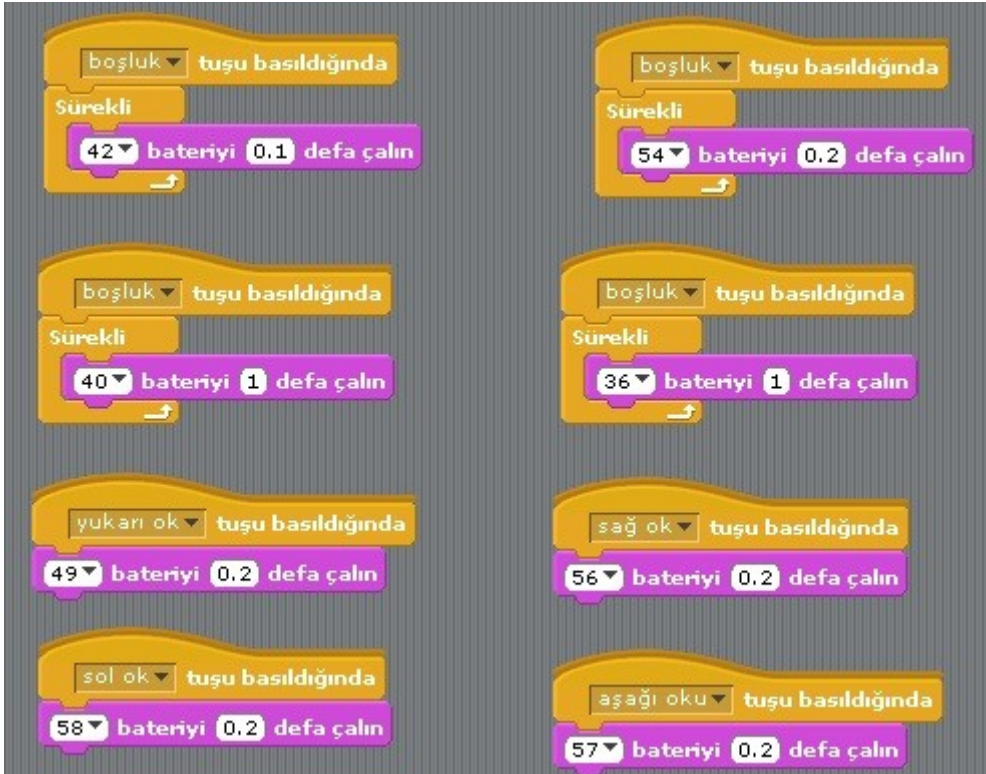 boşluk tuşu basıldığında
Sürekli
42 bateriyi 0.1 defa çalın
boşluk tuşu basıldığında
Sürekli
54 bateriyi 0.2 defa çalın
boşluk tuşu basıldığında
Sürekli
40 bateriyi 1 defa çalın
boşluk tuşu basıldığında
Sürekli
36 bateriyi 1 defa çalın
yukarı ok tuşu basıldığında
49 bateriyi 0.2 defa çalın
sağ ok tuşu basıldığında
56 bateriyi 0.2 defa çalın
sol ok tuşu basıldığında
58 bateriyi 0.2 defa çalın
aşağı oku tuşu basıldığında
57 bateriyi 0.2 defa çalın